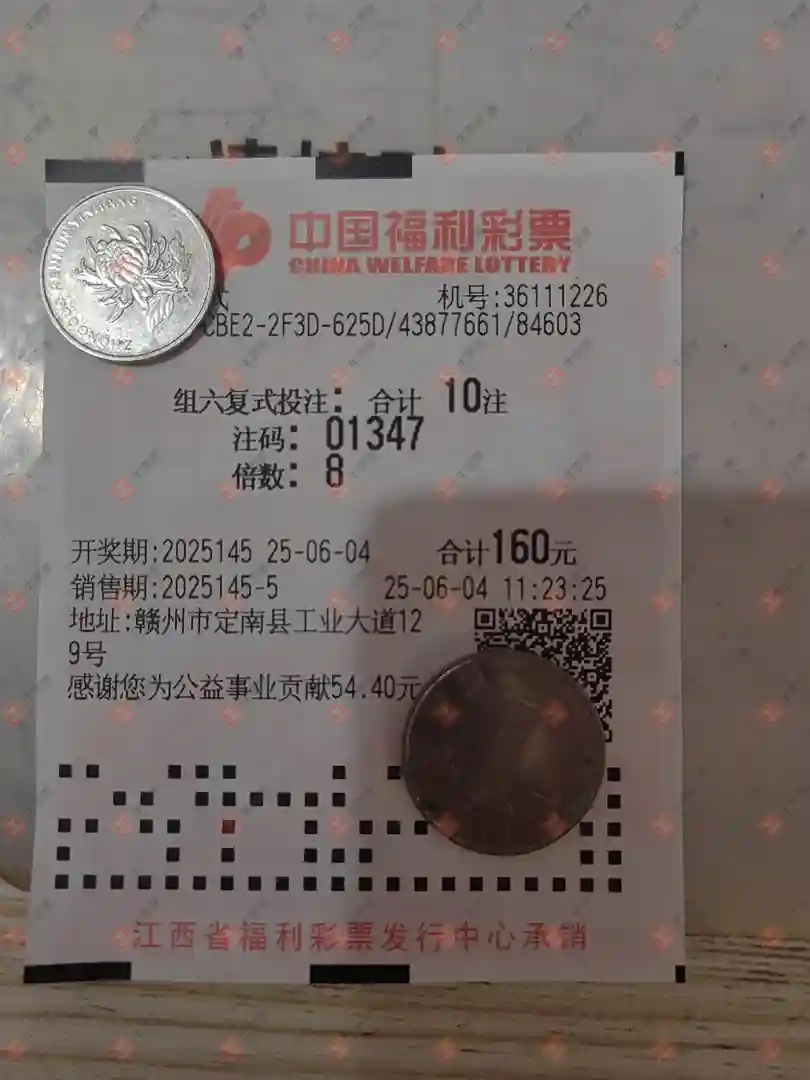 中国福利彩票
CHINA WELFARE LOTTERY
式 机号:36111226
CBE2-2F3D-625D/43877661/84603
组六复式投注: 合计 10注
注码: 01347
倍数: 8
开奖期:2025145 25-06-04 合计160元
销售期:2025145-5 25-06-04 11:23:25
地址:赣州市定南县工业大道12
9号
感谢您为公益事业贡献54.40元
江西省福利彩票发行中心承销